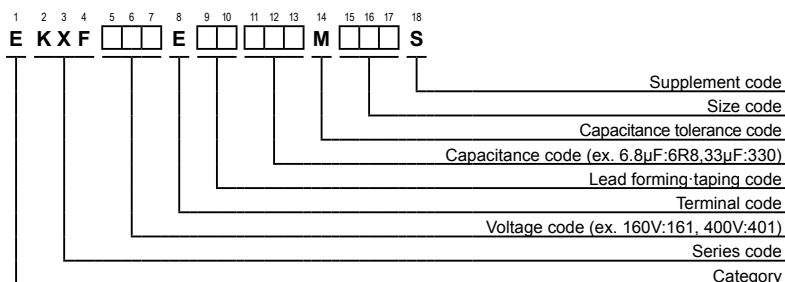 1 2 3 4 5 6 7 8 9 10 11 12 13 14 15 16 17 18
E K X F □□□ E □□ □□□ M □□□ S
Supplement code
Size code
Capacitance tolerance code
Capacitance code (ex. 6.8µF:6R8,33µF:330)
Lead forming·taping code
Terminal code
Voltage code (ex. 160V:161, 400V:401)
Series code
Category